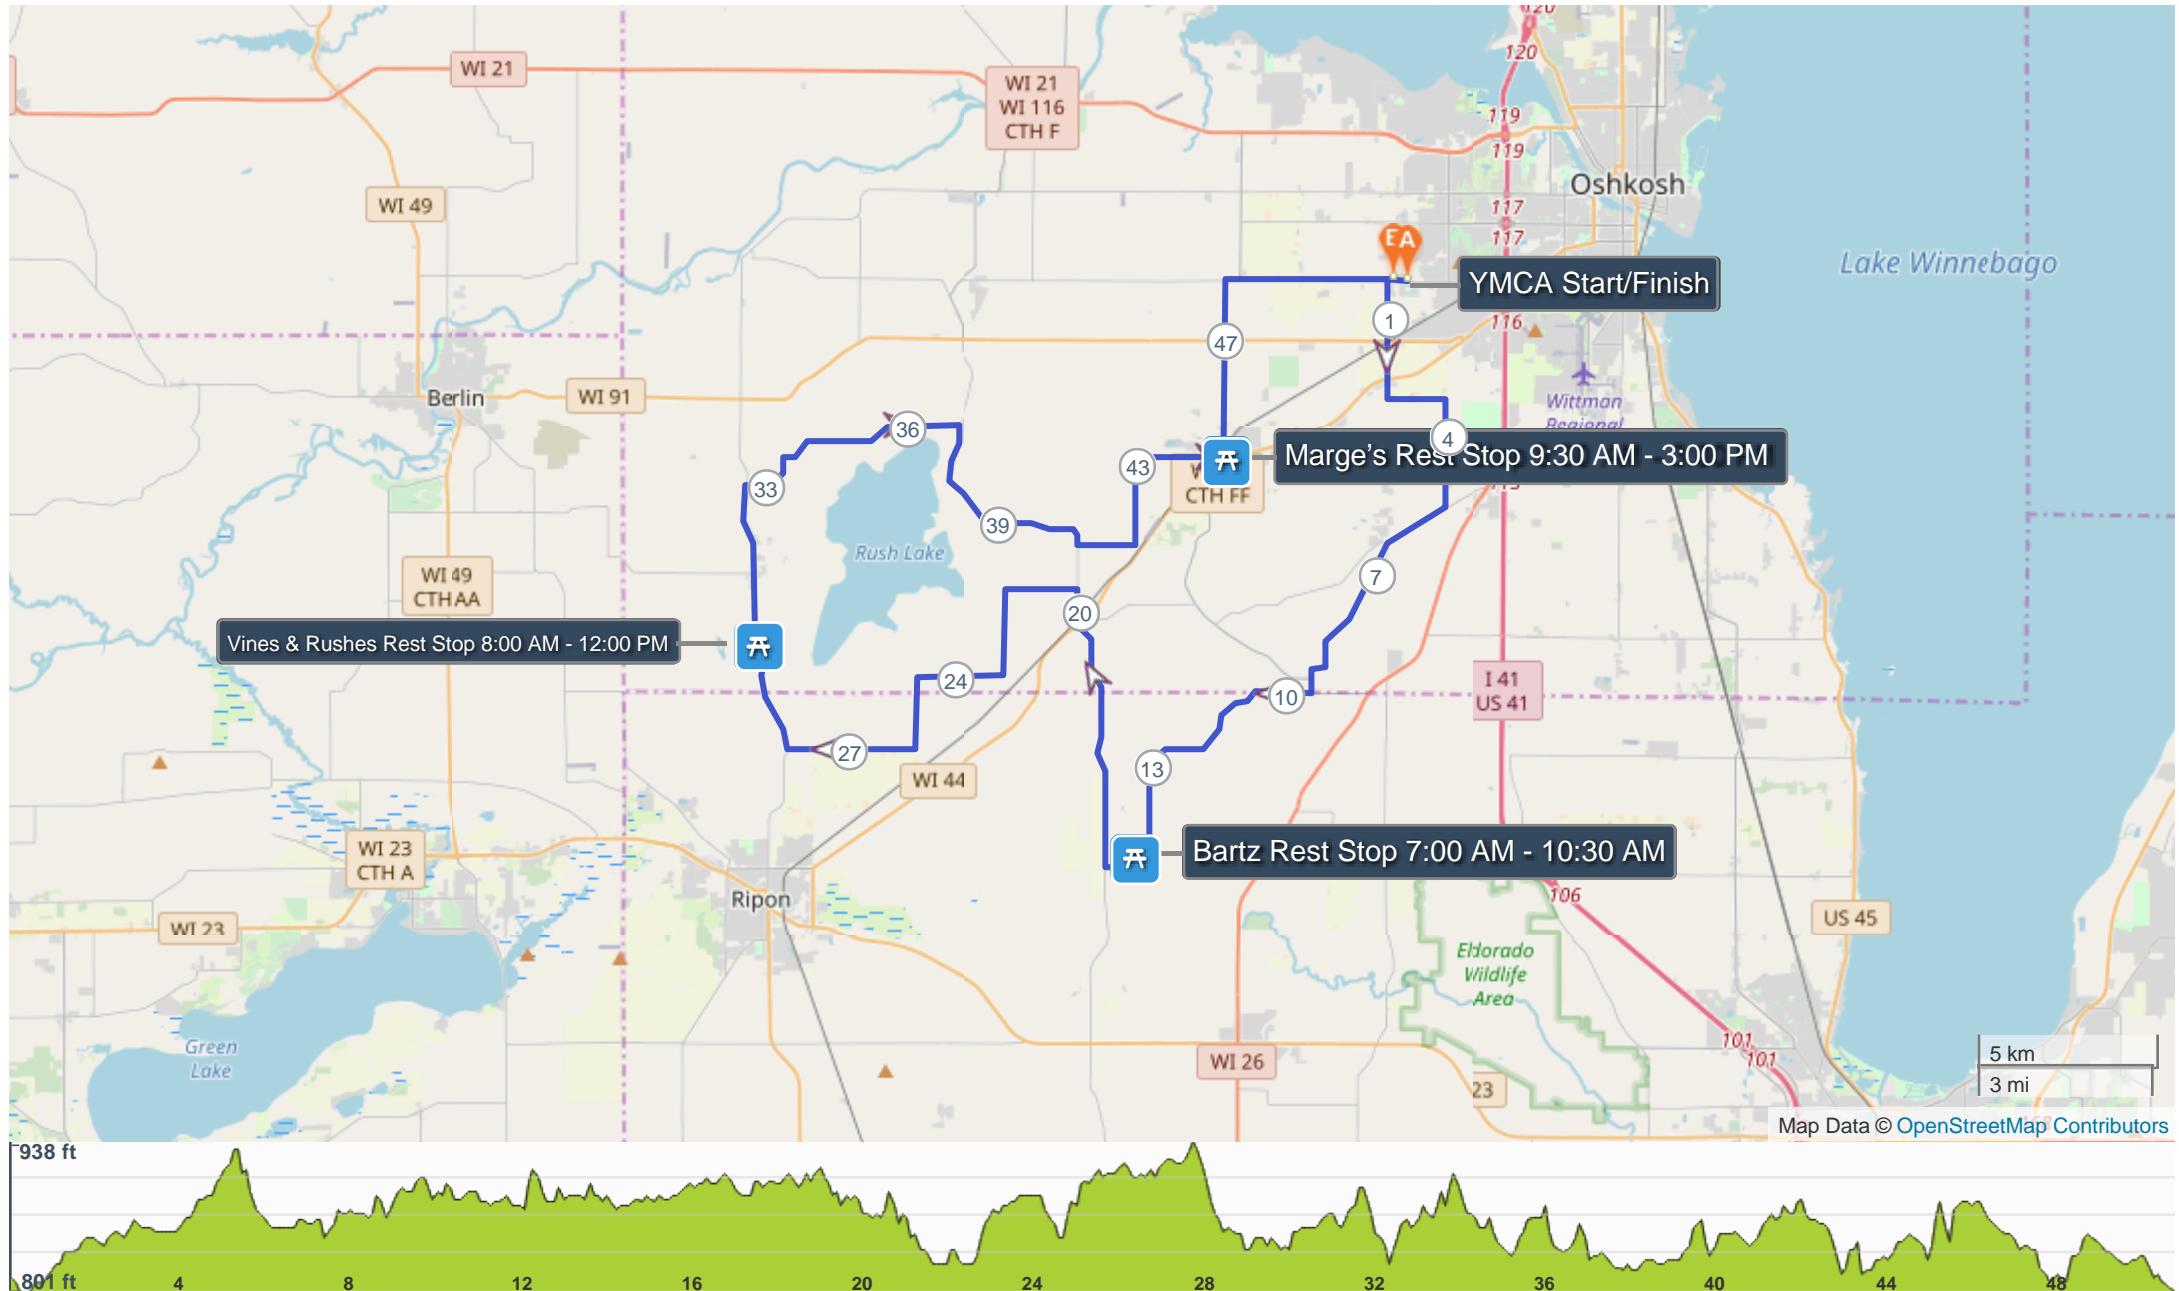 120
120
WI 21
WI 21
WI 116
CTH F
119
119
Oshkosh
WI 49
117
117
E A
YMCA Start/Finish
Lake Winnebago
1
116
47
WI 91
Berlin
Wittman
Regional
36
4
Marge's Rest Stop 9:30 AM - 3:00 PM
43
33
CTH FF
39
Rush Lake
WI 49
CTH AA
7
20
Vines & Rushes Rest Stop 8:00 AM - 12:00 PM
24
10
I 41
US 41
27
13
WI 44
WI 23
CTH A
Bartz Rest Stop 7:00 AM - 10:30 AM
Ripon
106
US 45
WI 23
Eldorado
Wildlife
Area
Green
Lake
101
101
WI 26
5 km
3 mi
23
Map Data © OpenStreetMap Contributors
938 ft
801 ft
4 8 12 16 20 24 28 32 36 40 44 48